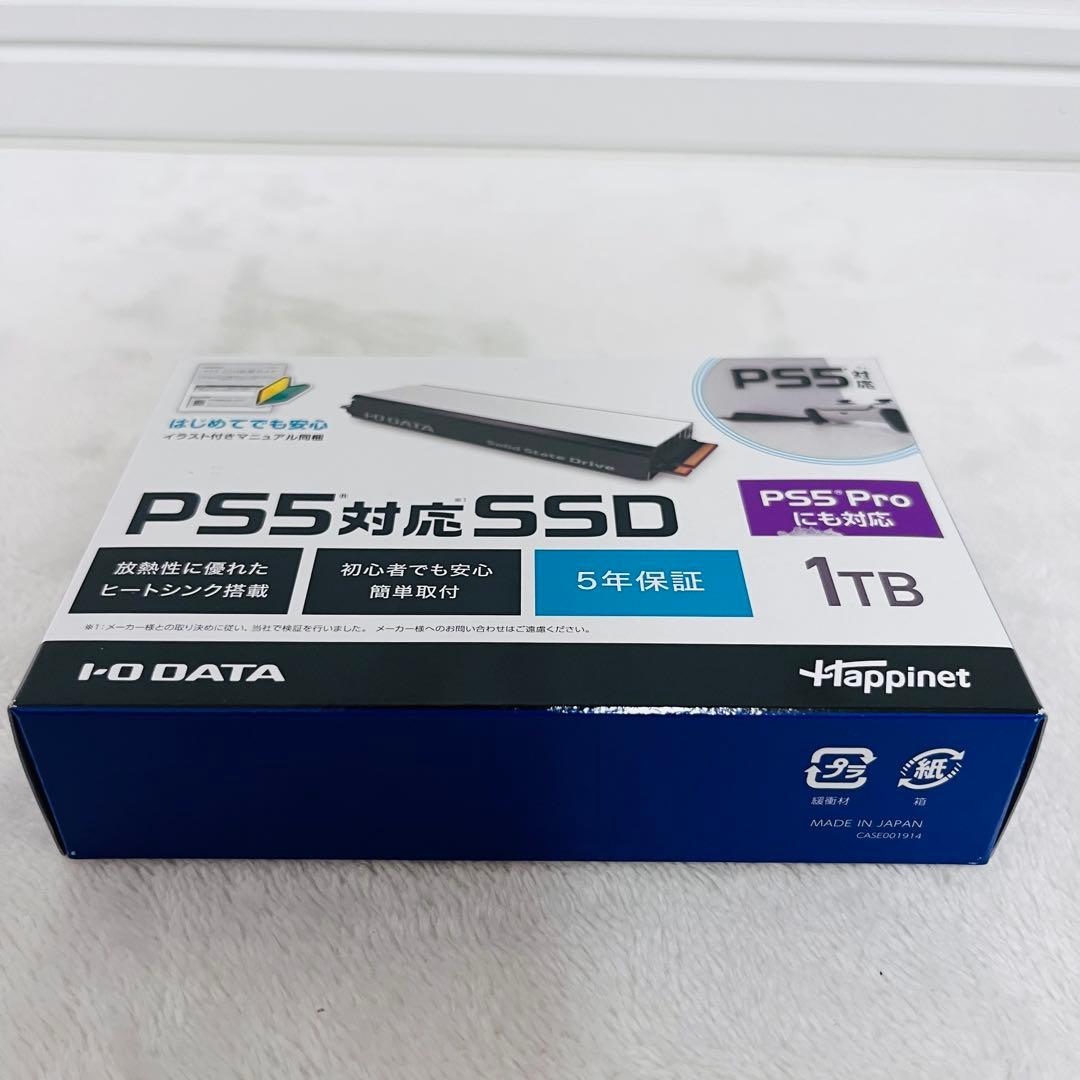 PS5®対応
はじめてでも安心
イラスト付きマニュアル同梱
I-O DATA
Solid State Drive
PS5®対応※1SSD
PS5®Pro
にも対応
放熱性に優れた
ヒートシンク搭載
初心者でも安心
簡単取付
5年保証
1TB
※1:メーカー様との取り決めに従い、当社で検証を行いました。 メーカー様へのお問い合わせはご遠慮ください。
I-O DATA
Happinet
プラ
緩衝材
紙
箱
MADE IN JAPAN
CASE001914